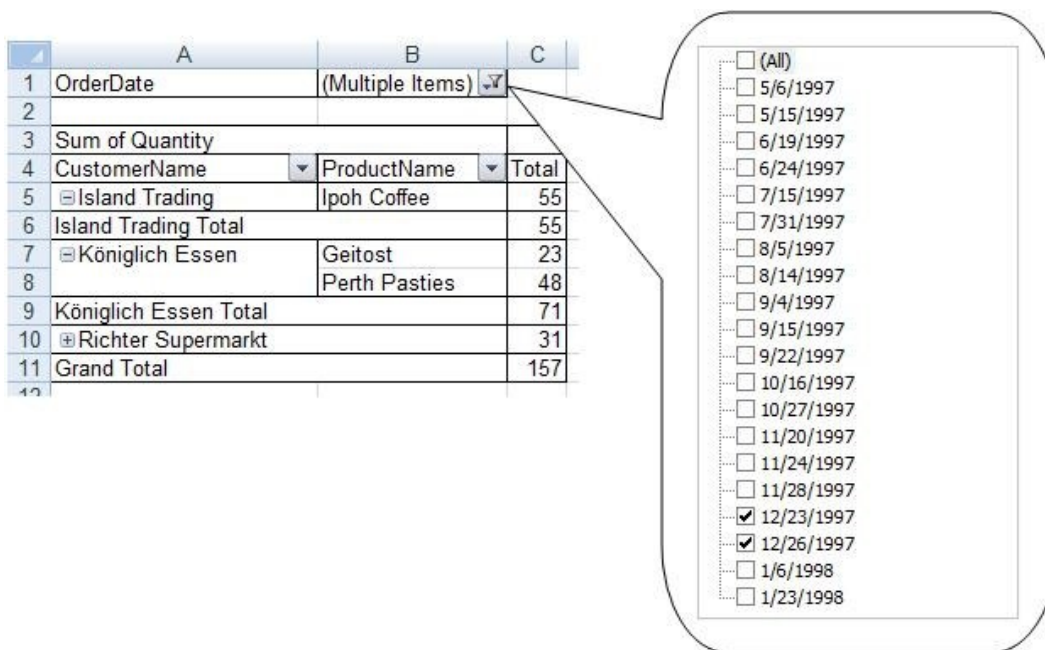 A B C
1 OrderDate (Multiple Items)
2
3 Sum of Quantity
4 CustomerName ProductName Total
5 Island Trading Ipoh Coffee 55
6 Island Trading Total 55
7 Königlich Essen Geitost 23
8 Perth Pasties 48
9 Königlich Essen Total 71
10 Richter Supermarkt 31
11 Grand Total 157
12
(All)
5/6/1997
5/15/1997
6/19/1997
6/24/1997
7/15/1997
7/31/1997
8/5/1997
8/14/1997
9/4/1997
9/15/1997
9/22/1997
10/16/1997
10/27/1997
11/20/1997
11/24/1997
11/28/1997
12/23/1997
12/26/1997
1/6/1998
1/23/1998